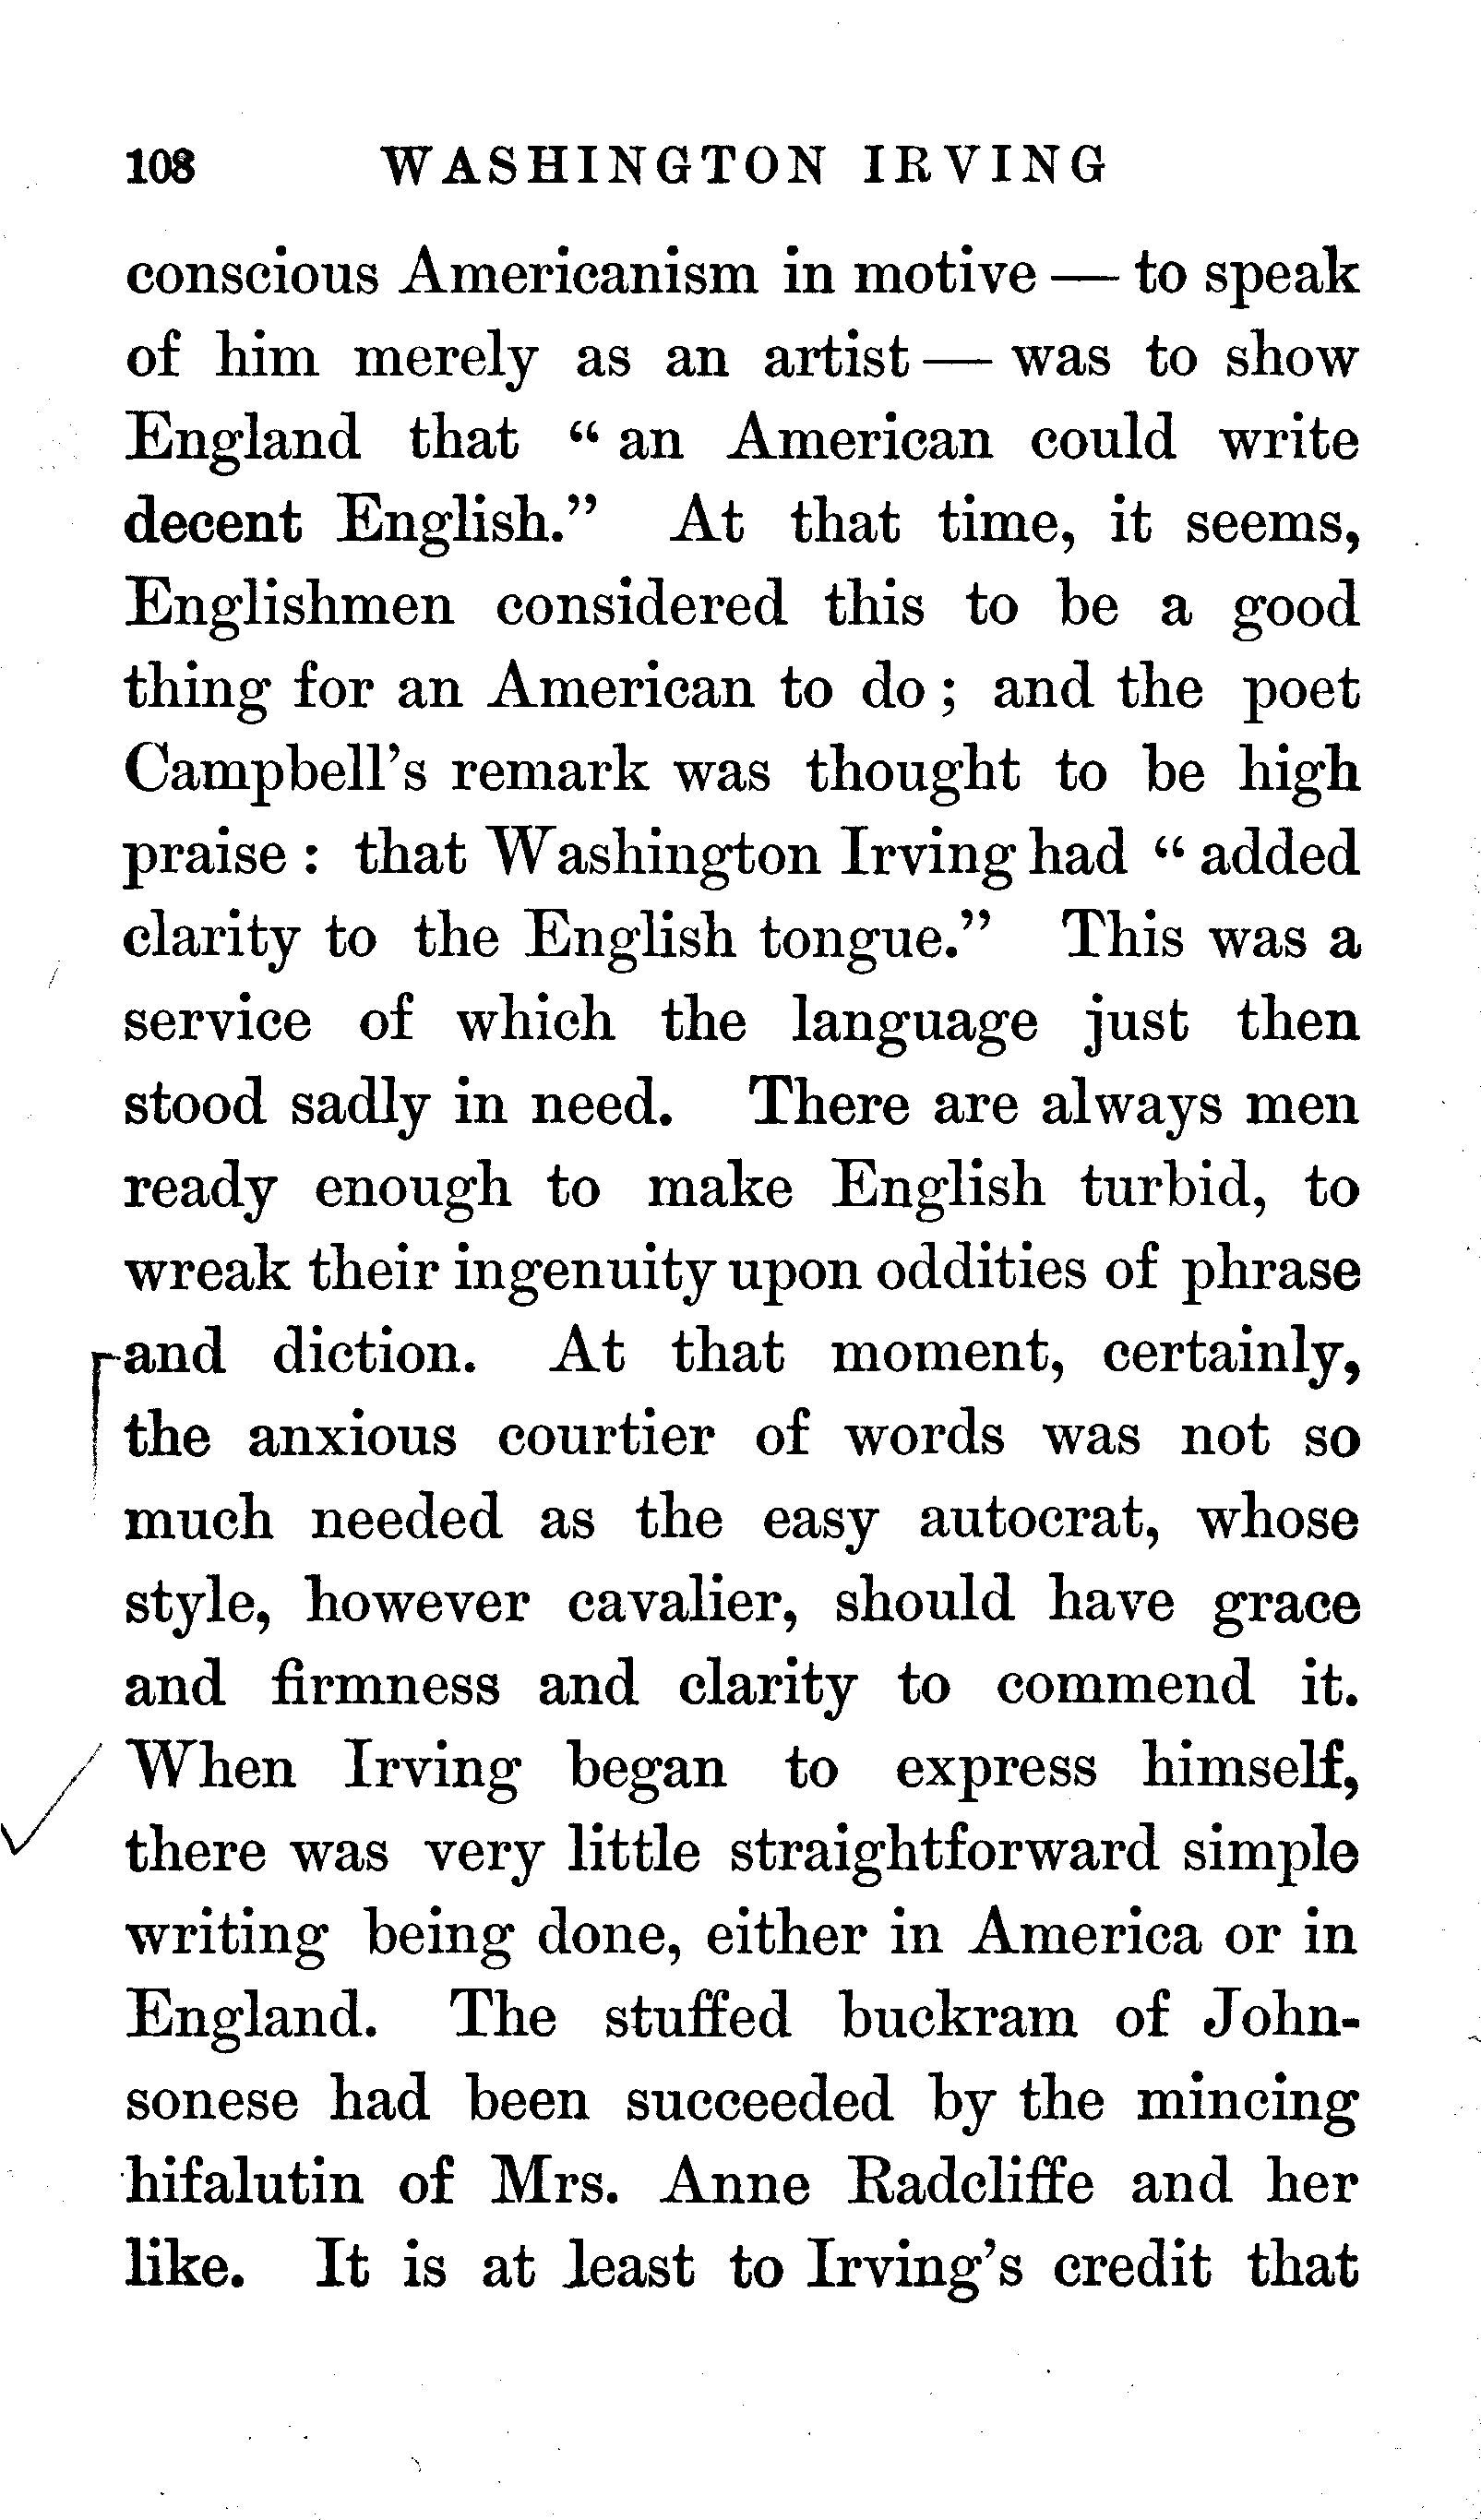 108 WASHINGTON IRVING
conscious Americanism in motive — to speak
of him merely as an artist — was to show
England that “ an American could write
decent English.” At that time, it seems,
Englishmen considered this to be a good
thing for an American to do ; and the poet
Campbell’s remark was thought to be high
praise : that Washington Irving had “ added
clarity to the English tongue.” This was a
service of which the language just then
stood sadly in need. There are always men
ready enough to make English turbid, to
wreak their ingenuity upon oddities of phrase
and diction. At that moment, certainly,
the anxious courtier of words was not so
much needed as the easy autocrat, whose
style, however cavalier, should have grace
and firmness and clarity to commend it.
When Irving began to express himself,
there was very little straightforward simple
writing being done, either in America or in
England. The stuffed buckram of John-
sonese had been succeeded by the mincing
hifalutin of Mrs. Anne Radcliffe and her
like. It is at least to Irving’s credit that